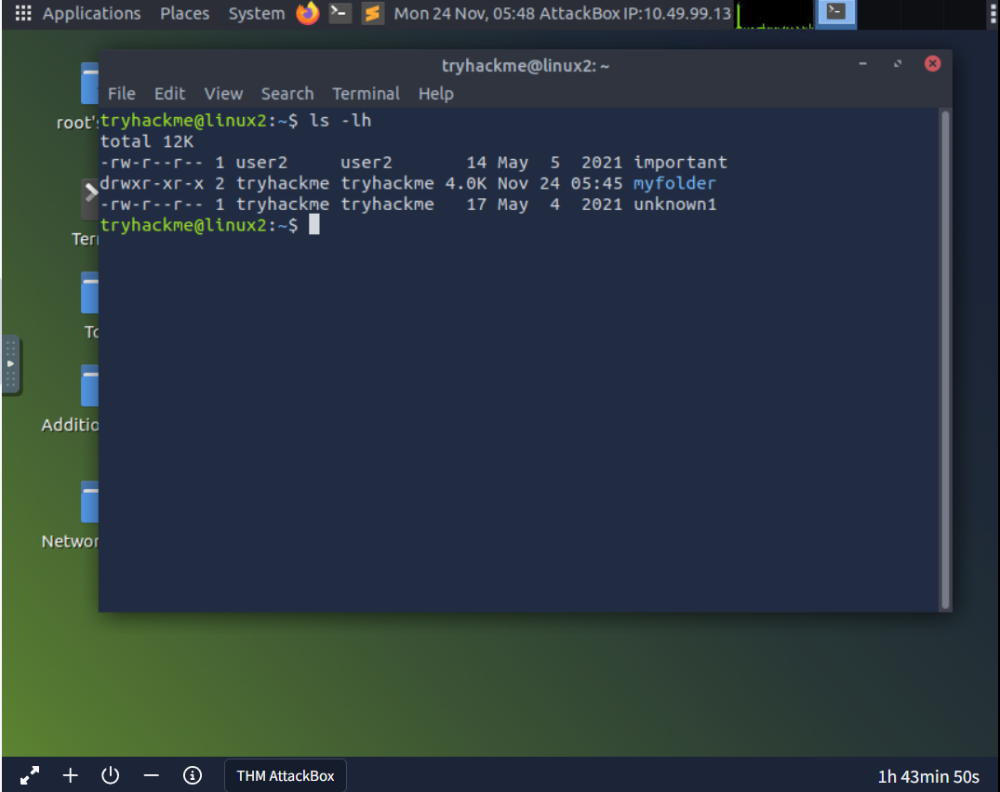 Applications Places System Mon 24 Nov, 05:48 AttackBox IP:10.49.99.13
tryhackme@linux2: ~
File Edit View Search Terminal Help
tryhackme@linux2:~$ ls -lh
total 12K
-rw-r--r-- 1 user2     user2       14 May  5  2021 important
drwxr-xr-x 2 tryhackme tryhackme 4.0K Nov 24 05:45 myfolder
-rw-r--r-- 1 tryhackme tryhackme   17 May  4  2021 unknown1
tryhackme@linux2:~$
root's
Ter
To
Additio
Networ
THM AttackBox
1h 43min 50s